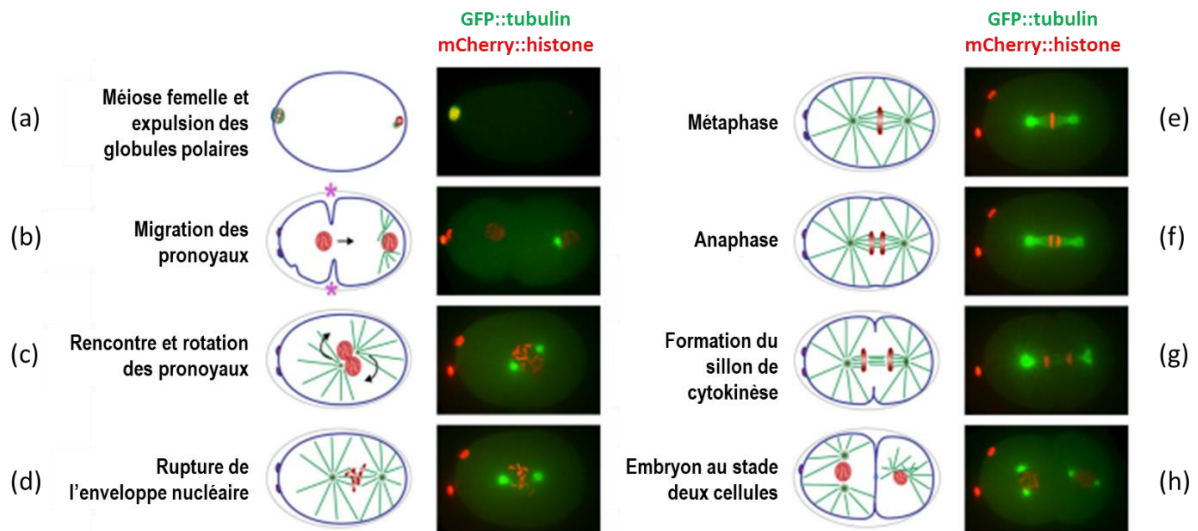 GFP::tubulin
mCherry::histone
(a)
Méiose femelle et
expulsion des
globules polaires
(b)
Migration des
pronoyaux
*
*
(c)
Rencontre et rotation
des pronoyaux
(d)
Rupture de
l'enveloppe nucléaire
GFP::tubulin
mCherry::histone
Métaphase
(e)
Anaphase
(f)
Formation du
sillon de
cytokinèse
(g)
Embryon au stade
deux cellules
(h)